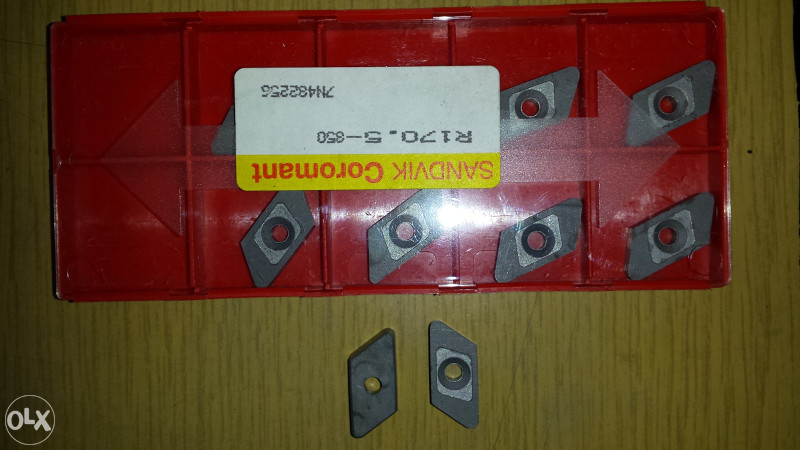 SANDVIK Coromant
R170.5-850
7N482256
OLX